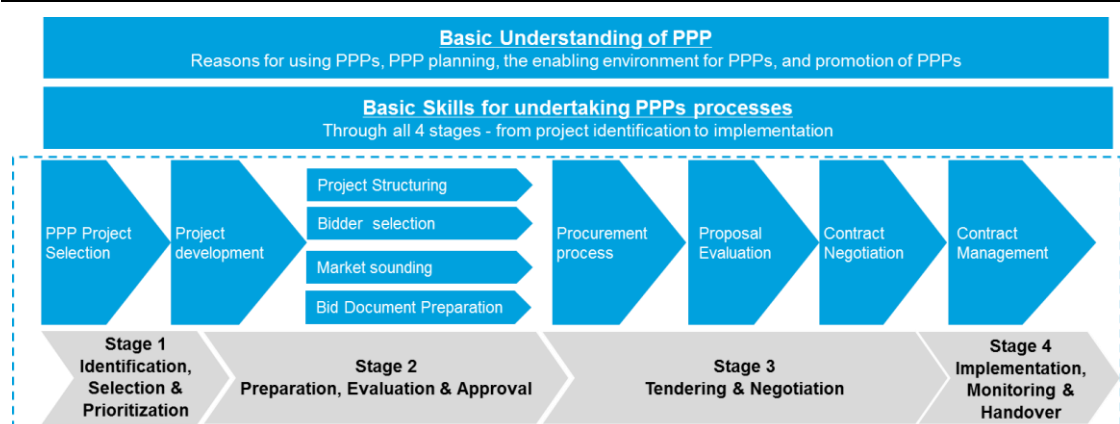 Basic Understanding of PPP
Reasons for using PPPs, PPP planning, the enabling environment for PPPs, and promotion of PPPs
Basic Skills for undertaking PPPs processes
Through all 4 stages - from project identification to implementation
PPP Project
Selection
Project
development
Project Structuring
Bidder selection
Market sounding
Bid Document Preparation
Procurement
process
Proposal
Evaluation
Contract
Negotiation
Contract
Management
Stage 1
Identification,
Selection &
Prioritization
Stage 2
Preparation, Evaluation & Approval
Stage 3
Tendering & Negotiation
Stage 4
Implementation,
Monitoring &
Handover